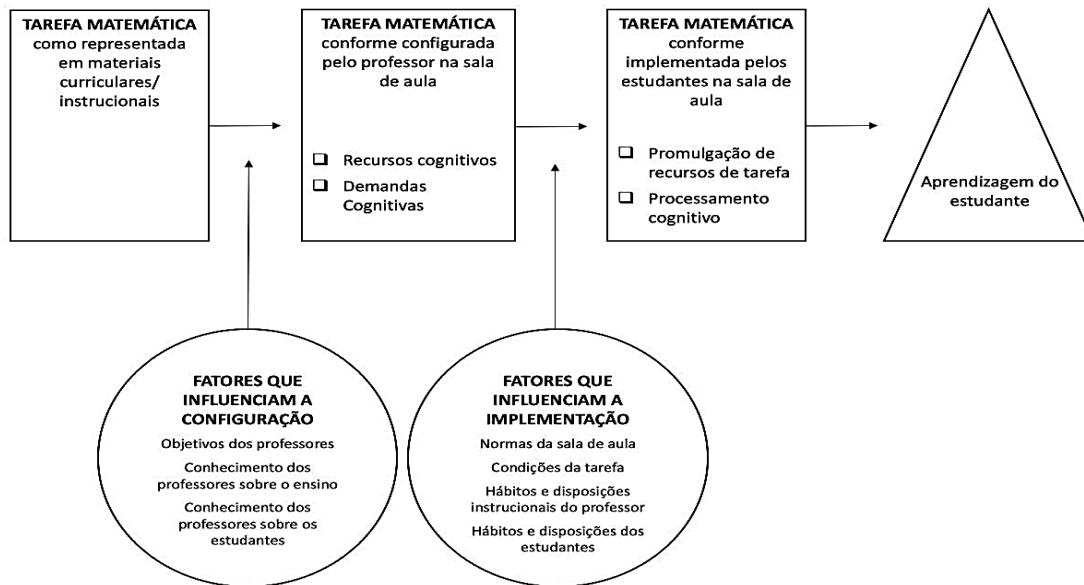 TAREFA MATEMÁTICA
como representada
em materiais
curriculares/
instrucionais
TAREFA MATEMÁTICA
conforme configurada
pelo professor na sala
de aula
❑ Recursos cognitivos
❑ Demandas
Cognitivas
TAREFA MATEMÁTICA
conforme
implementada pelos
estudantes na sala de
aula
❑ Promulgação de
recursos de tarefa
❑ Processamento
cognitivo
Aprendizagem do
estudante
FATORES QUE
INFLUENCIAM A
CONFIGURAÇÃO
Objetivos dos professores
Conhecimento dos
professores sobre o ensino
Conhecimento dos
professores sobre os
estudantes
FATORES QUE
INFLUENCIAM A
IMPLEMENTAÇÃO
Normas da sala de aula
Condições da tarefa
Hábitos e disposições
instrucionais do professor
Hábitos e disposições dos
estudantes